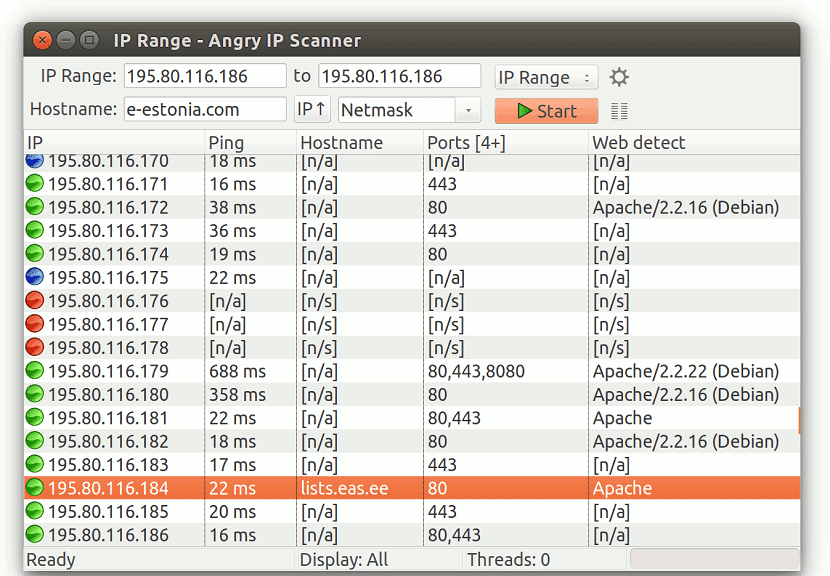 IP Range - Angry IP Scanner
IP Range: 195.80.116.186 to 195.80.116.186 IP Range
Hostname: e-estonia.com IP↑ Netmask Start
IP Ping Hostname Ports [4+] Web detect
195.80.116.170 18 ms [n/a] [n/a] [n/a]
195.80.116.171 16 ms [n/a] 443 [n/a]
195.80.116.172 38 ms [n/a] 80 Apache/2.2.16 (Debian)
195.80.116.173 36 ms [n/a] 443 [n/a]
195.80.116.174 19 ms [n/a] 80 [n/a]
195.80.116.175 22 ms [n/a] [n/a] [n/a]
195.80.116.176 [n/a] [n/s] [n/s] [n/s]
195.80.116.177 [n/a] [n/s] [n/s] [n/s]
195.80.116.178 [n/a] [n/s] [n/s] [n/s]
195.80.116.179 688 ms [n/a] 80,443,8080 Apache/2.2.22 (Debian)
195.80.116.180 358 ms [n/a] 80 Apache/2.2.16 (Debian)
195.80.116.181 22 ms [n/a] 80,443 Apache
195.80.116.182 18 ms [n/a] 80 Apache/2.2.16 (Debian)
195.80.116.183 17 ms [n/a] 443 [n/a]
195.80.116.184 22 ms lists.eas.ee 80 Apache
195.80.116.185 20 ms [n/a] 443 [n/a]
195.80.116.186 16 ms [n/a] 80,443 [n/a]
Ready Display: All Threads: 0